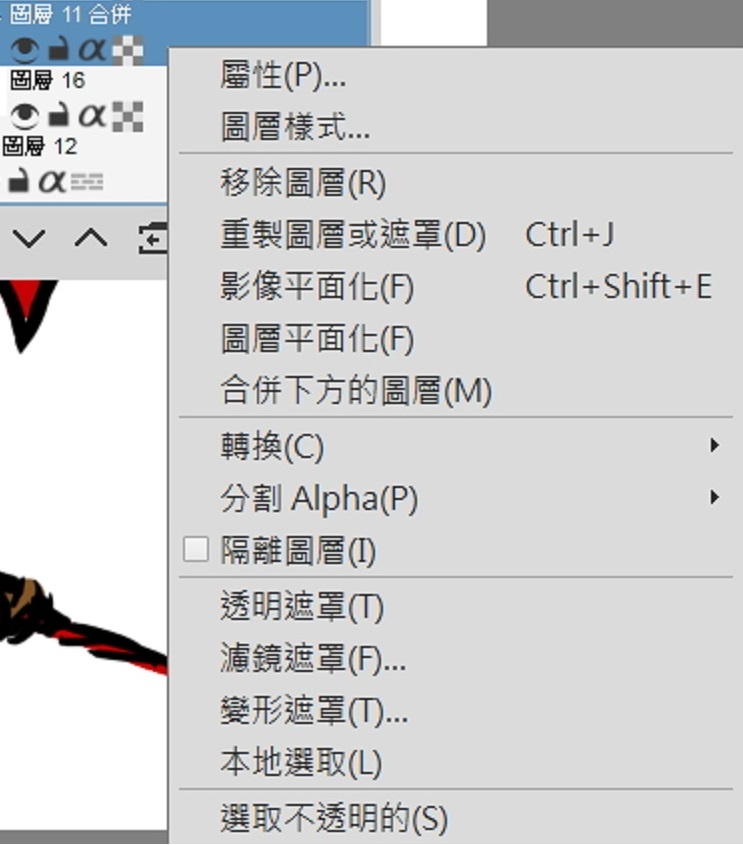 圖層 11 合併
圖層 16
圖層 12
屬性(P)...
圖層樣式...
移除圖層(R)
重製圖層或遮罩(D) Ctrl+J
影像平面化(F) Ctrl+Shift+E
圖層平面化(F)
合併下方的圖層(M)
轉換(C)
分割 Alpha(P)
隔離圖層(I)
透明遮罩(T)
濾鏡遮罩(F)...
變形遮罩(T)...
本地選取(L)
選取不透明的(S)